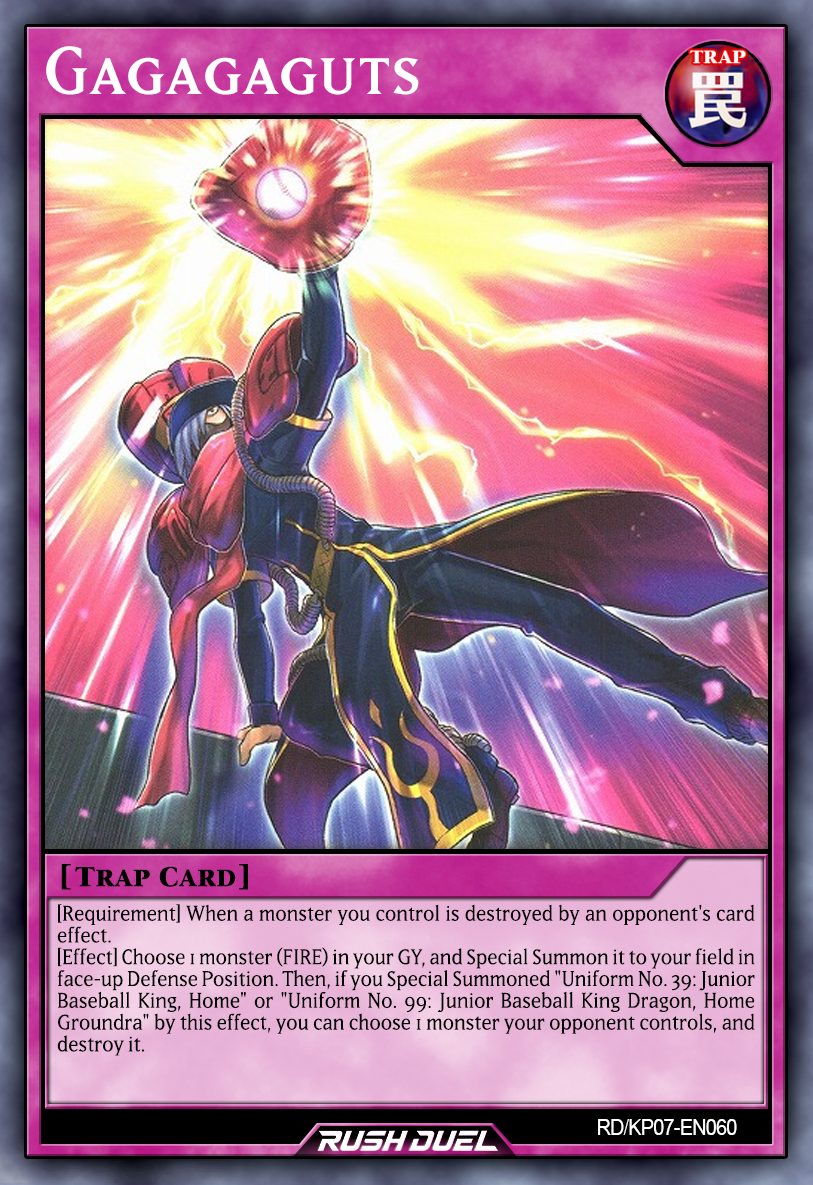 Gagagaguts
TRAP
罠
[Trap Card]
[Requirement] When a monster you control is destroyed by an opponent's card
effect.
[Effect] Choose 1 monster (FIRE) in your GY, and Special Summon it to your field in
face-up Defense Position. Then, if you Special Summoned "Uniform No. 39: Junior
Baseball King, Home" or "Uniform No. 99: Junior Baseball King Dragon, Home
Groundra" by this effect, you can choose 1 monster your opponent controls, and
destroy it.
RD/KP07-EN060
RUSH DUEL